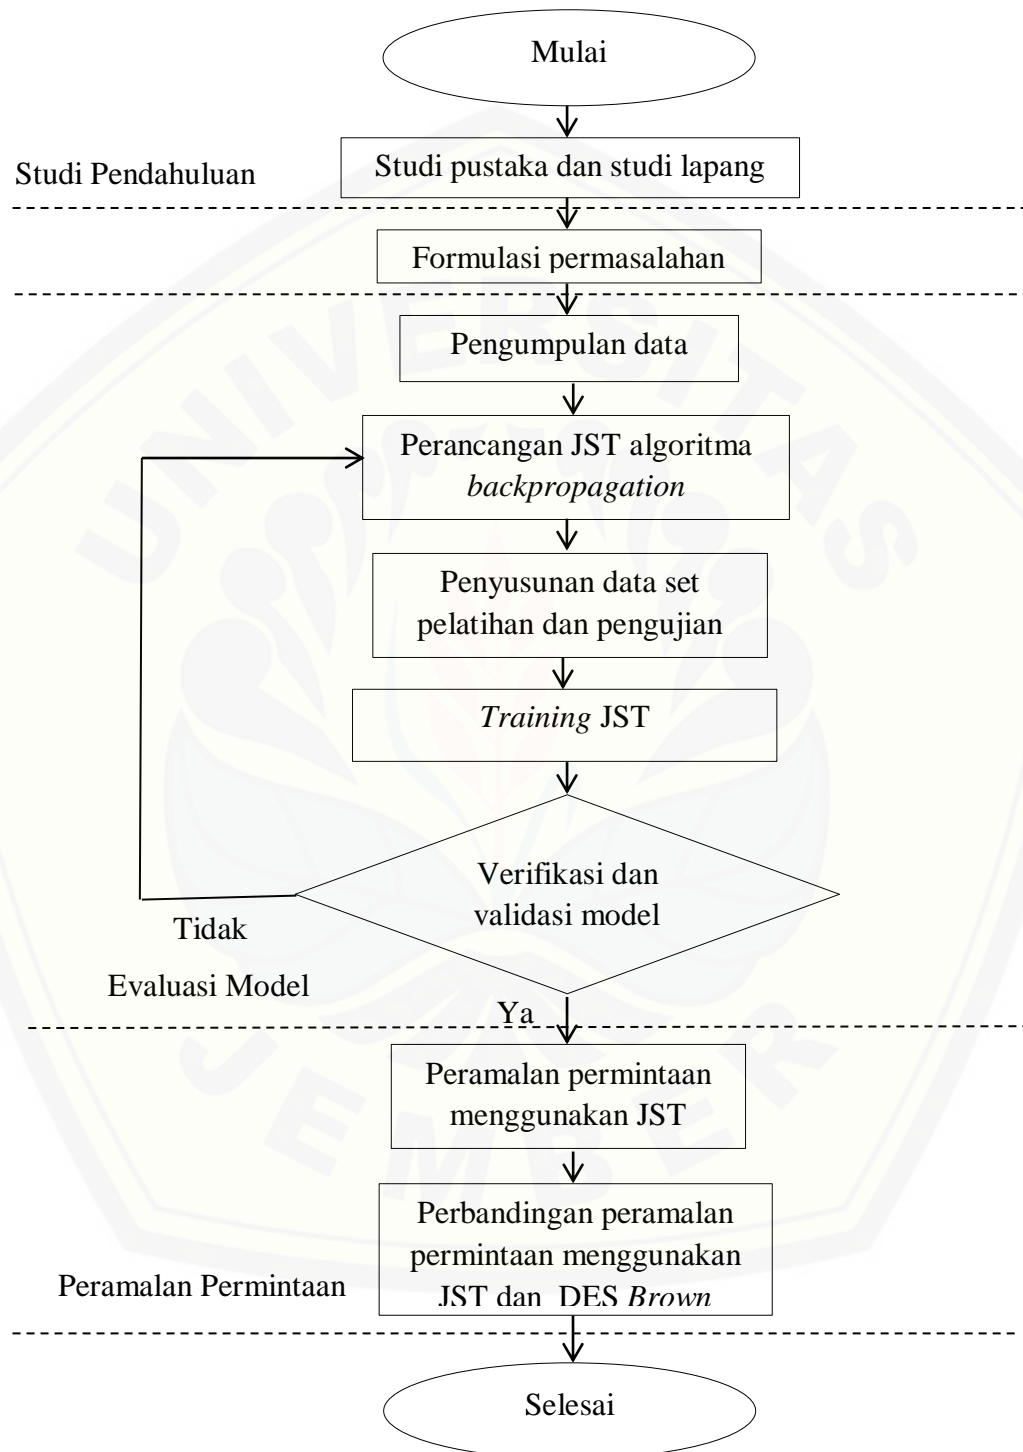 Mulai
Studi Pendahuluan
Studi pustaka dan studi lapang
Formulasi permasalahan
Pengumpulan data
Perancangan JST algoritma
backpropagation
Penyusunan data set
pelatihan dan pengujian
Training JST
Verifikasi dan
validasi model
Tidak
Evaluasi Model
Ya
Peramalan permintaan
menggunakan JST
Perbandingan peramalan
permintaan menggunakan
JST dan DES Brown
Peramalan Permintaan
Selesai
UNIVERSITAS
JEMBER